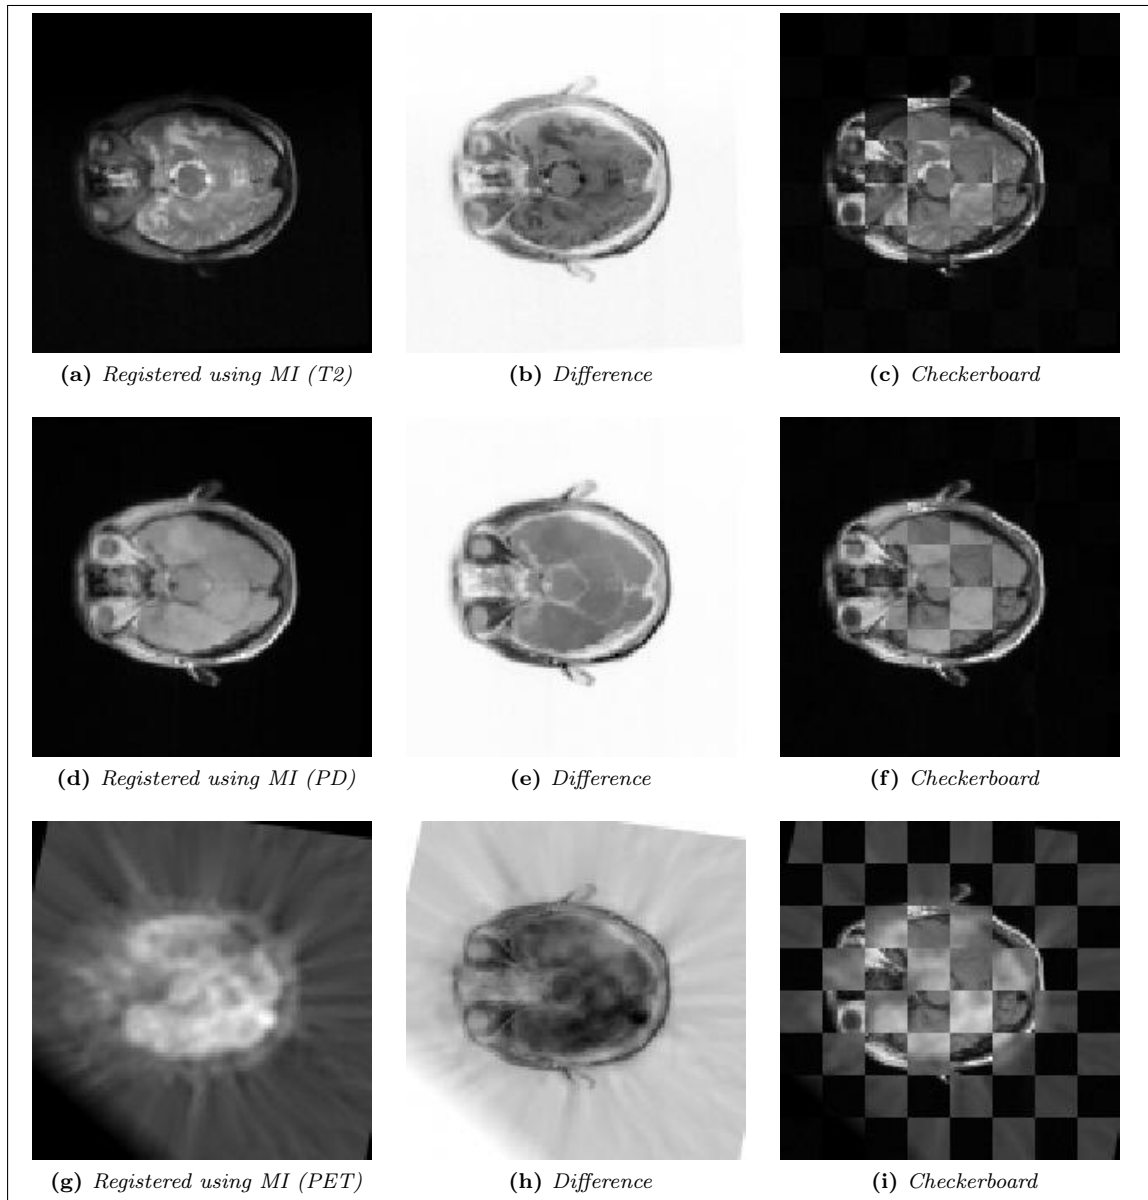 (a) Registered using MI (T2)
(b) Difference
(c) Checkerboard
(d) Registered using MI (PD)
(e) Difference
(f) Checkerboard
(g) Registered using MI (PET)
(h) Difference
(i) Checkerboard